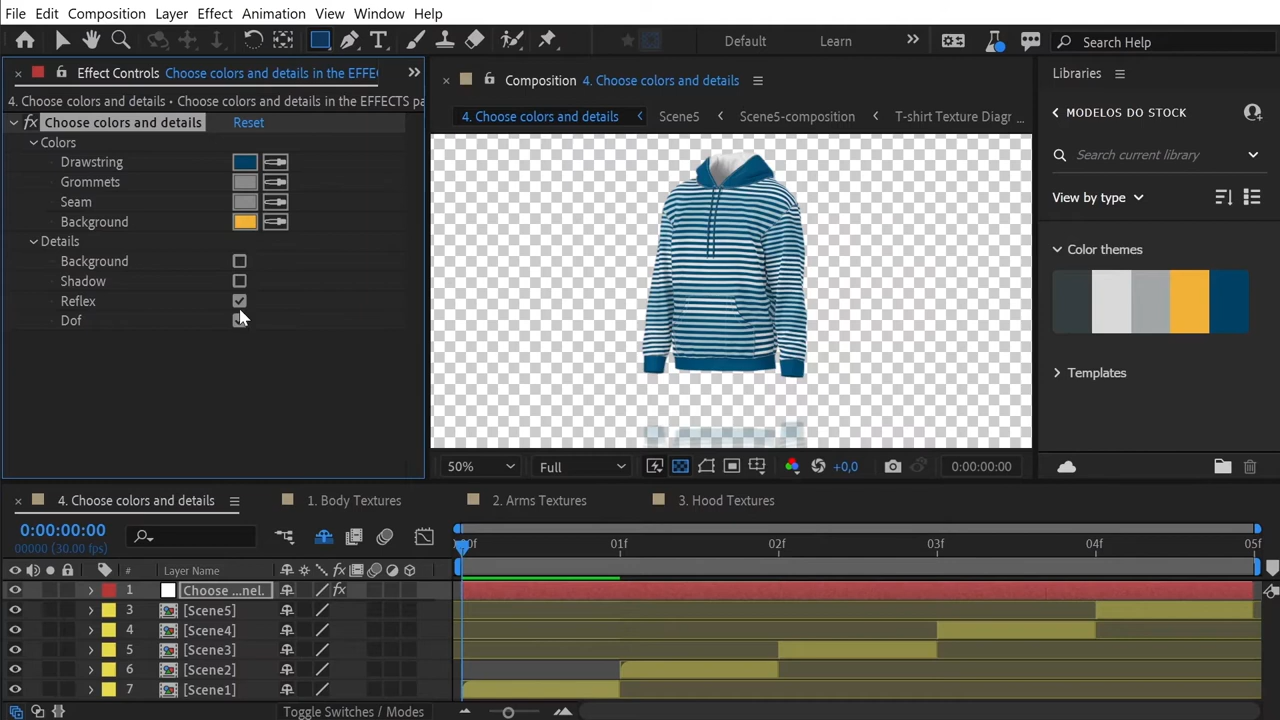 File Edit Composition Layer Effect Animation View Window Help
Default Learn Search Help
Effect Controls Choose colors and details in the EFFE(
4. Choose colors and details • Choose colors and details in the EFFECTS pa
fx Choose colors and details Reset
Colors
Drawstring
Grommets
Seam
Background
Details
Background
Shadow
Reflex
Dof
Composition 4. Choose colors and details
4. Choose colors and details Scene5 Scene5-composition T-shirt Texture Diagr ...
50% Full +0,0 0:00:00:00
Libraries
MODELOS DO STOCK
Search current library
View by type
Color themes
Templates
4. Choose colors and details 1. Body Textures 2. Arms Textures 3. Hood Textures
0:00:00:00
00000 (30.00 fps)
00f 01f 02f 03f 04f 05f
# Layer Name fx
1 Choose ...nel. fx
3 [Scene5]
4 [Scene4]
5 [Scene3]
6 [Scene2]
7 [Scene1]
Toggle Switches / Modes